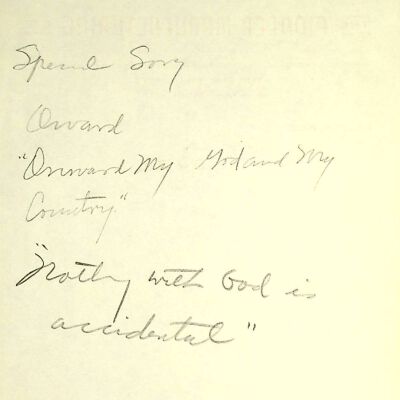 Special Song
Onward
"Onward My God and My
Country"
"Nothing with God is
accidental"